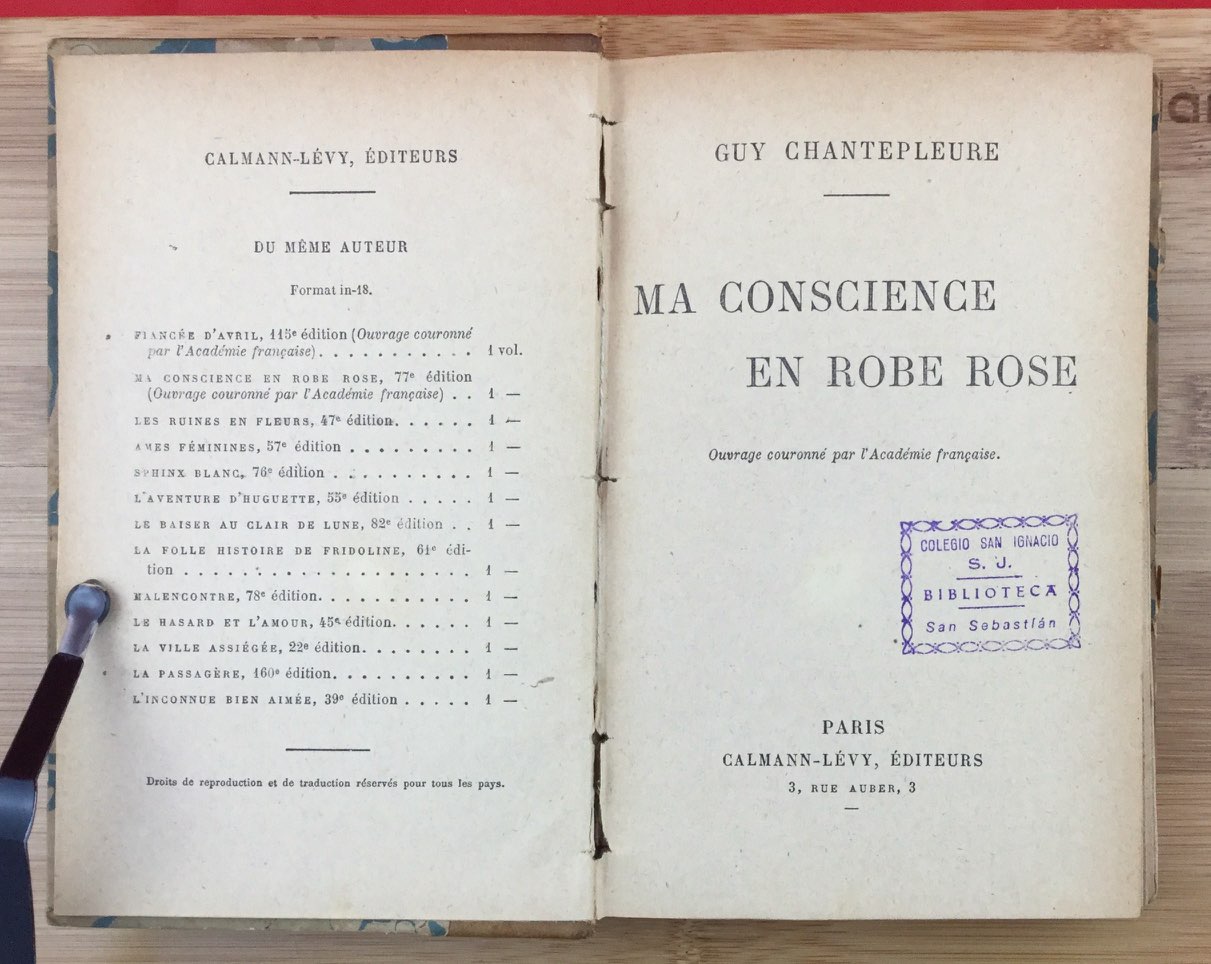 CALMANN-LÉVY, ÉDITEURS
DU MÊME AUTEUR
Format in-18.
FIANCÉE D'AVRIL, 115e édition (Ouvrage couronné
par l'Académie française). . . . . . . . . . . . 1 vol.
MA CONSCIENCE EN ROBE ROSE, 77e édition
(Ouvrage couronné par l'Académie française) . . 1 —
LES RUINES EN FLEURS, 47e édition. . . . . . 1 —
AMES FÉMININES, 57e édition . . . . . . . . . 1 —
SPHINX BLANC, 76e édition . . . . . . . . . . 1 —
L'AVENTURE D'HUGUETTE, 55e édition . . . . . 1 —
LE BAISER AU CLAIR DE LUNE, 82e édition . . 1 —
LA FOLLE HISTOIRE DE FRIDOLINE, 61e édi-
tion . . . . . . . . . . . . . . . . . . . . 1 —
MALENCONTRE, 78e édition. . . . . . . . . . . 1 —
LE HASARD ET L'AMOUR, 45e édition. . . . . . 1 —
LA VILLE ASSIÉGÉE, 22e édition. . . . . . . . 1 —
LA PASSAGÈRE, 160e édition. . . . . . . . . . 1 —
L'INCONNUE BIEN AIMÉE, 39e édition . . . . . 1 —
Droits de reproduction et de traduction réservés pour tous les pays.
GUY CHANTEPLEURE
MA CONSCIENCE
EN ROBE ROSE
Ouvrage couronné par l'Académie française.
COLEGIO SAN IGNACIO
S. J.
BIBLIOTECA
San Sebastián
PARIS
CALMANN-LÉVY, ÉDITEURS
3, RUE AUBER, 3